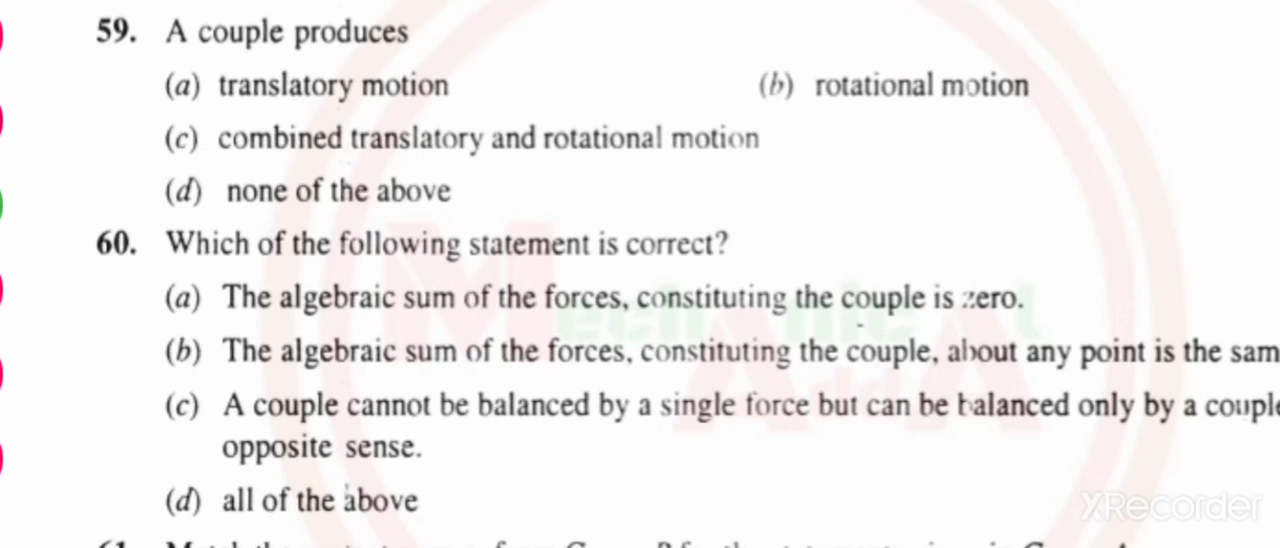 59. A couple produces
(a) translatory motion (b) rotational motion
(c) combined translatory and rotational motion
(d) none of the above
60. Which of the following statement is correct?
(a) The algebraic sum of the forces, constituting the couple is zero.
(b) The algebraic sum of the forces, constituting the couple, about any point is the sam
(c) A couple cannot be balanced by a single force but can be balanced only by a couple
opposite sense.
(d) all of the above
XRecorder